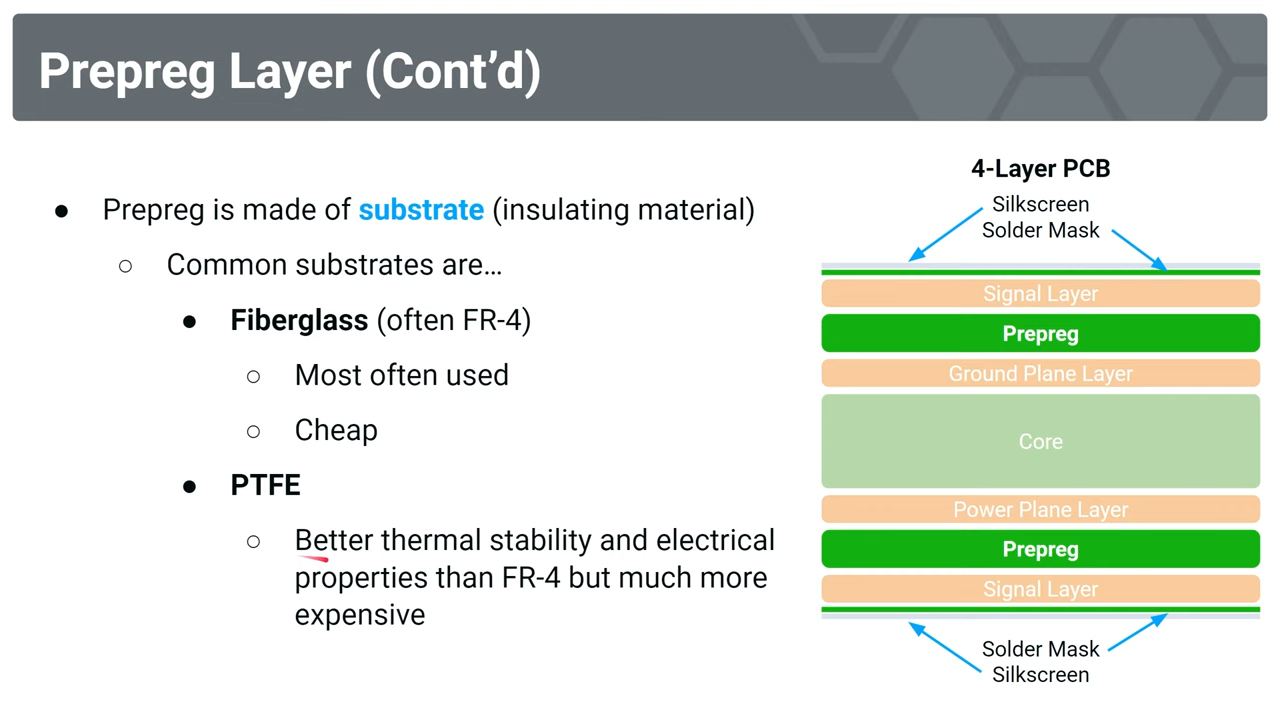 Prepreg Layer (Cont’d)
● Prepreg is made of substrate (insulating material)
○ Common substrates are…
● Fiberglass (often FR-4)
○ Most often used
○ Cheap
● PTFE
○ Better thermal stability and electrical
properties than FR-4 but much more
expensive
4-Layer PCB
Silkscreen
Solder Mask
Signal Layer
Prepreg
Ground Plane Layer
Core
Power Plane Layer
Prepreg
Signal Layer
Solder Mask
Silkscreen